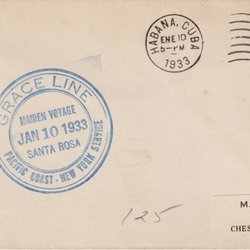 HABANA, CUBA
ENE 10
5-PM
1933
GRACE LINE
MAIDEN VOYAGE
JAN 10 1933
SANTA ROSA
PACIFIC COAST - NEW YORK SERVICE
125
MA
CHES